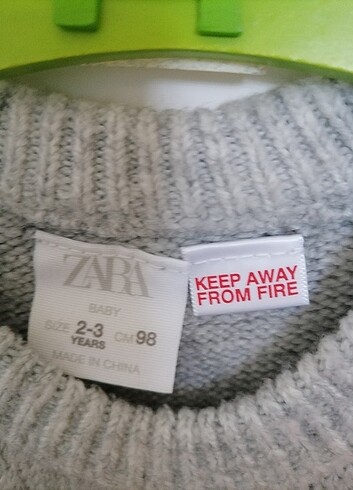 ZARA
BABY
SIZE 2-3 YEARS CM 98
MADE IN CHINA
KEEP AWAY
FROM FIRE